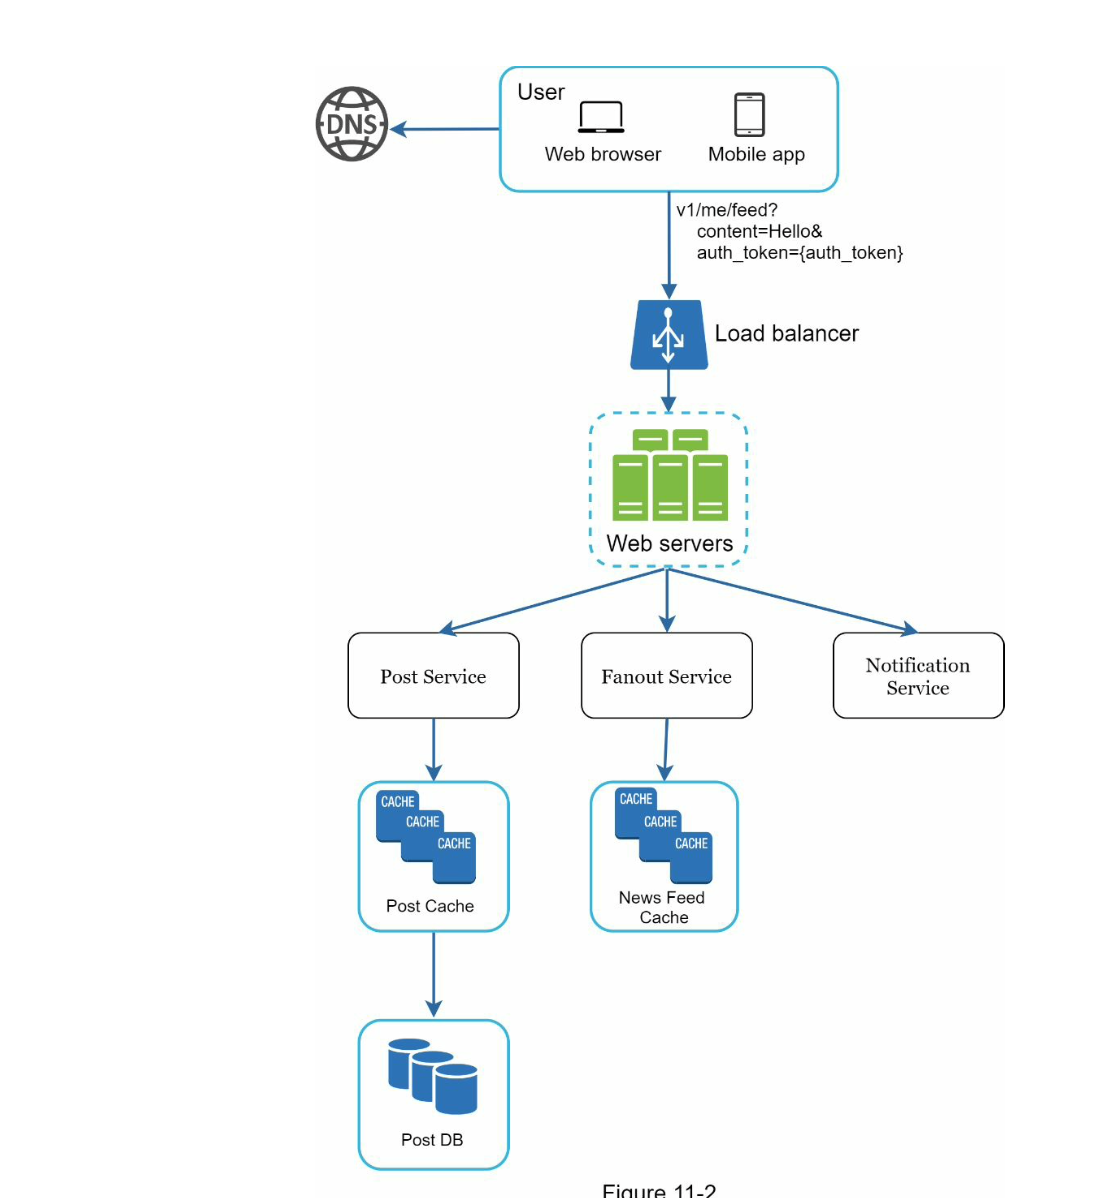 DNS
User
Web browser
Mobile app
v1/me/feed?
content=Hello&
auth_token={auth_token}
Load balancer
Web servers
Post Service
Fanout Service
Notification
Service
CACHE
CACHE
CACHE
Post Cache
CACHE
CACHE
CACHE
News Feed
Cache
Post DB
Figure 11-2